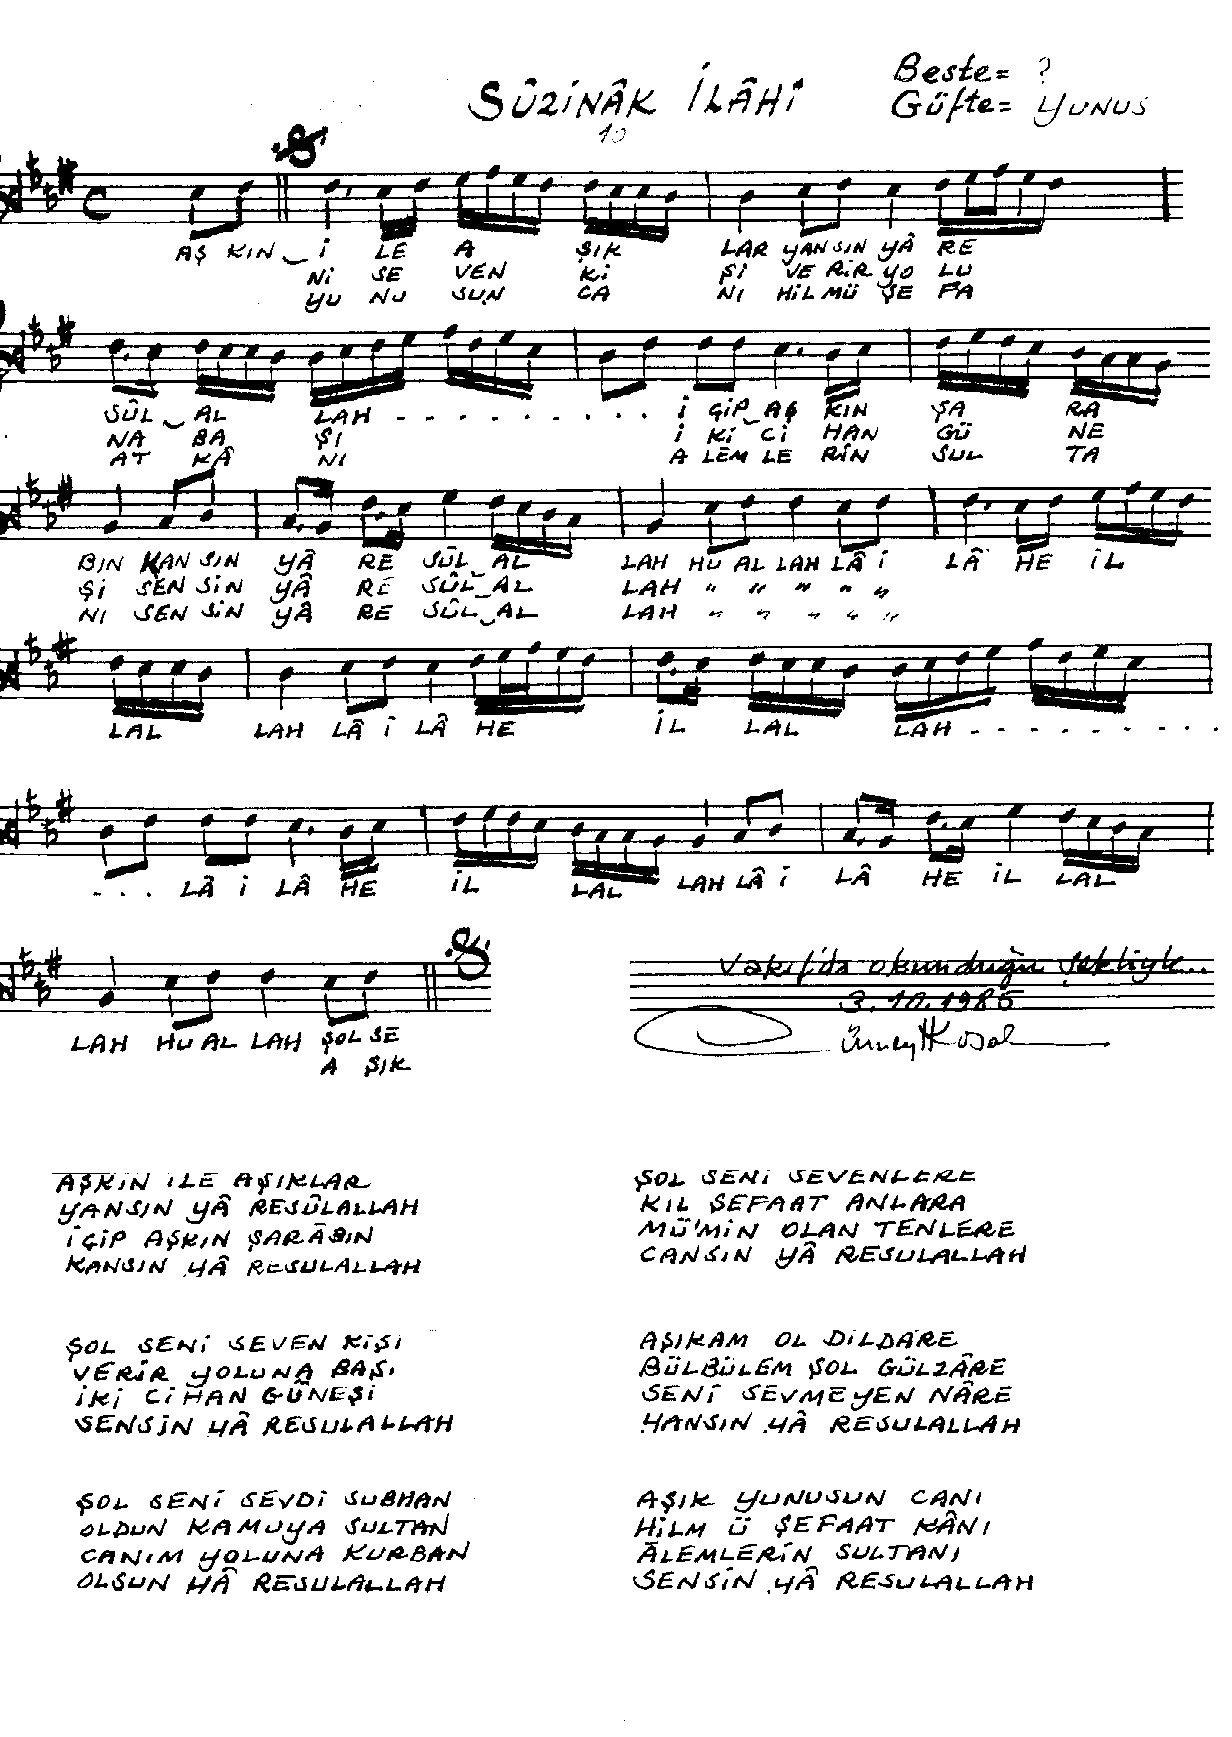 SÛZİNÂK İLÂHİ
10
Beste= ?
Güfte= YUNUS
AŞ KIN İ LE A ŞIK LAR YAN SIN YÂ RE
Nİ SE VEN Kİ Şİ VE RİR YO LU
YU NU SUN CA NI HİL MÜ ŞE FA
SÛL AL LAH - - - - - - - - - İ ÇİP AŞ KIN ŞA RA
NA BA Şİ İ Kİ Cİ HAN GÜ NE
AT KÂ NI A LEM LE RİN SUL TA
BIN KAN SIN YÂ RE SÛL AL LAH HU AL LAH LÂ İ LÂ HE İL
Şİ SEN SİN YÂ RE SÛL AL LAH " " " " "
NI SEN SİN YÂ RE SÛL AL LAH " " " " "
LAL LAH LÂ İ LÂ HE İL LAL LAH - - - - - - - - -
- . . . LÂ İ LÂ HE İL LAL LAH LÂ İ LÂ HE İL LAL
LAH HU AL LAH ŞOL SE
A ŞIK
Vakıf'da okunduğu şekliyle...
3.10.1985
AŞKIN İLE AŞIKLAR
YANSIN YÂ RESÛLALLAH
İÇİP AŞKIN ŞARÂBIN
KANSIN YÂ RESULALLAH
ŞOL SENİ SEVEN KİŞİ
VERİR YOLUNA BAŞI
İKİ CİHAN GÜNEŞİ
SENSİN YÂ RESULALLAH
ŞOL SENİ SEVDİ SUBHAN
OLDUN KAMUYA SULTAN
CANIM YOLUNA KURBAN
OLSUN YÂ RESULALLAH
ŞOL SENİ SEVENLERE
KIL ŞEFAAT ANLARA
MÜ'MİN OLAN TENLERE
CANSIN YÂ RESULALLAH
AŞIKAM OL DİLDÂRE
BÜLBÜLEM ŞOL GÜLZÂRE
SENİ SEVMEYEN NÂRE
YANSIN YÂ RESULALLAH
AŞIK YUNUSUN CANI
HİLM Ü ŞEFAAT KÂNI
ÂLEMLERİN SULTANI
SENSİN YÂ RESULALLAH